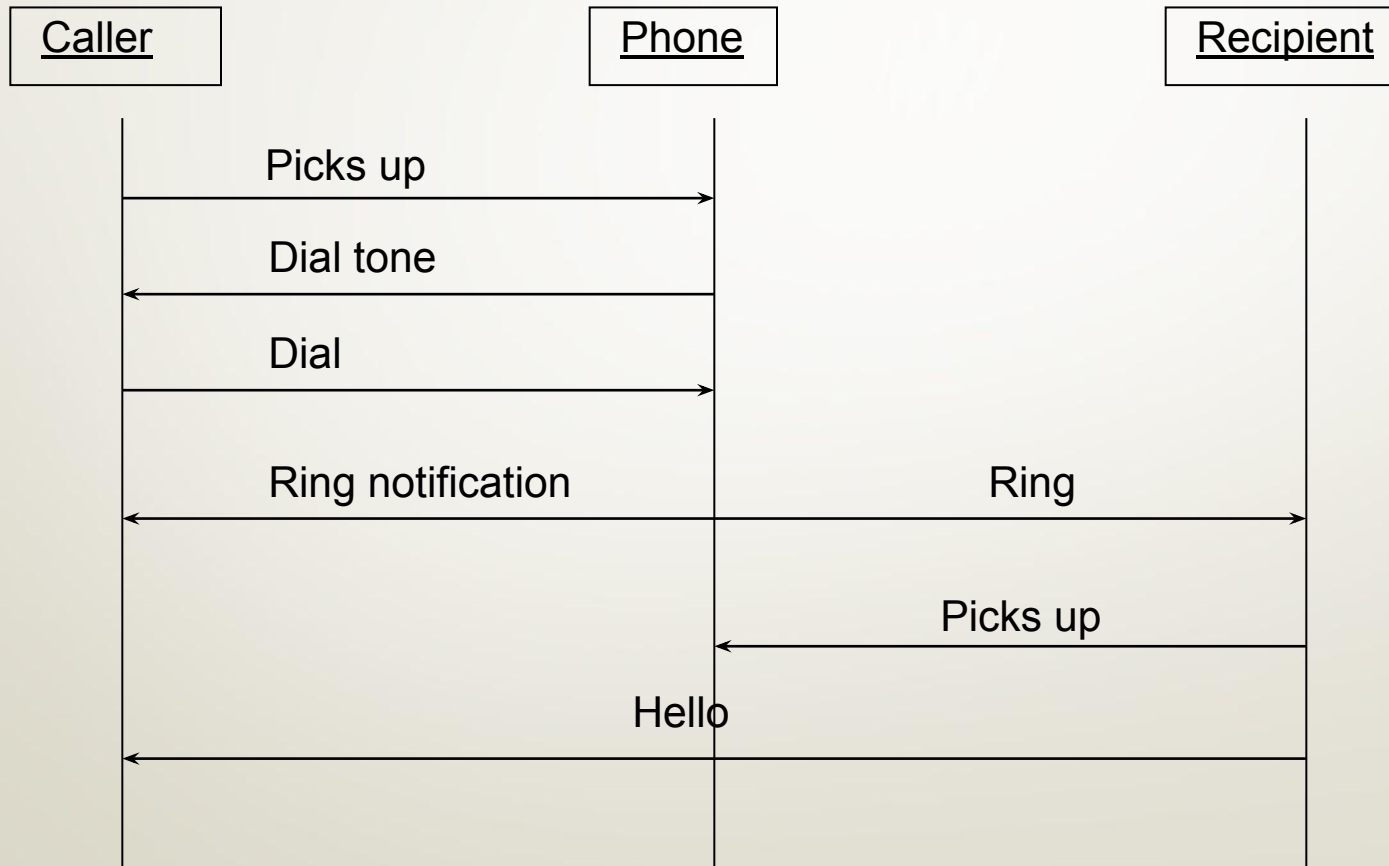 Caller
Phone
Recipient
Picks up
Dial tone
Dial
Ring notification
Ring
Picks up
Hello